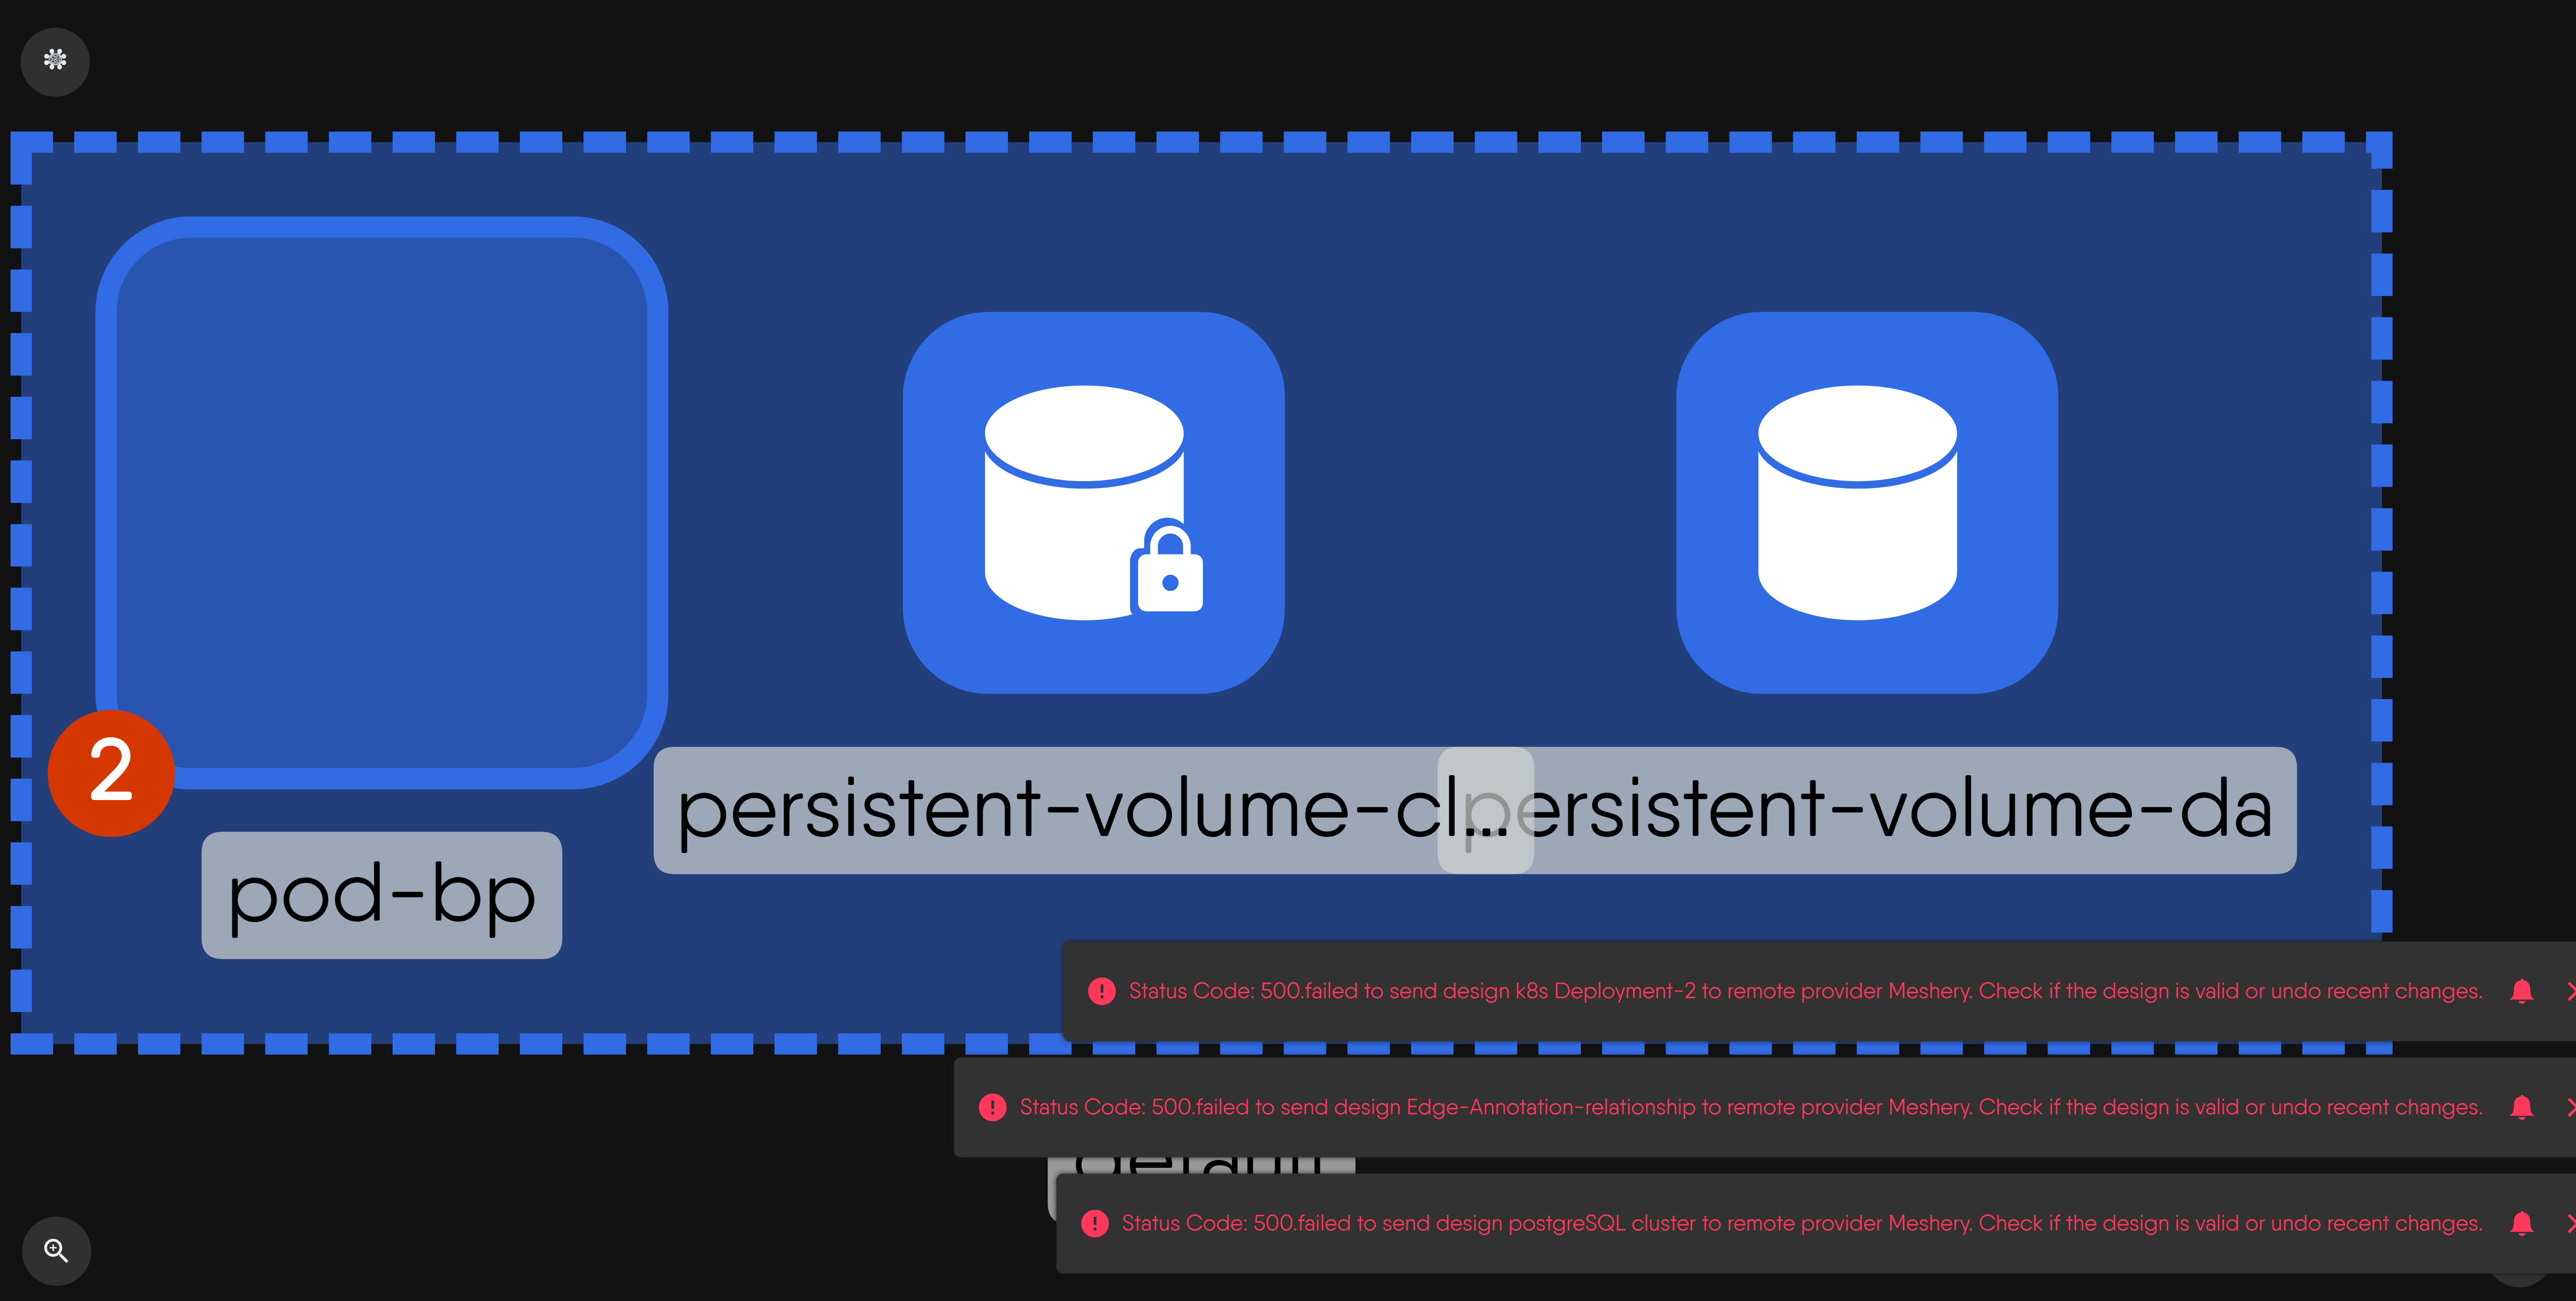 2
persistent-volume-cl...
persistent-volume-da
pod-bp
Status Code: 500.failed to send design k8s Deployment-2 to remote provider Meshery. Check if the design is valid or undo recent changes.
Status Code: 500.failed to send design Edge-Annotation-relationship to remote provider Meshery. Check if the design is valid or undo recent changes.
Status Code: 500.failed to send design postgreSQL cluster to remote provider Meshery. Check if the design is valid or undo recent changes.